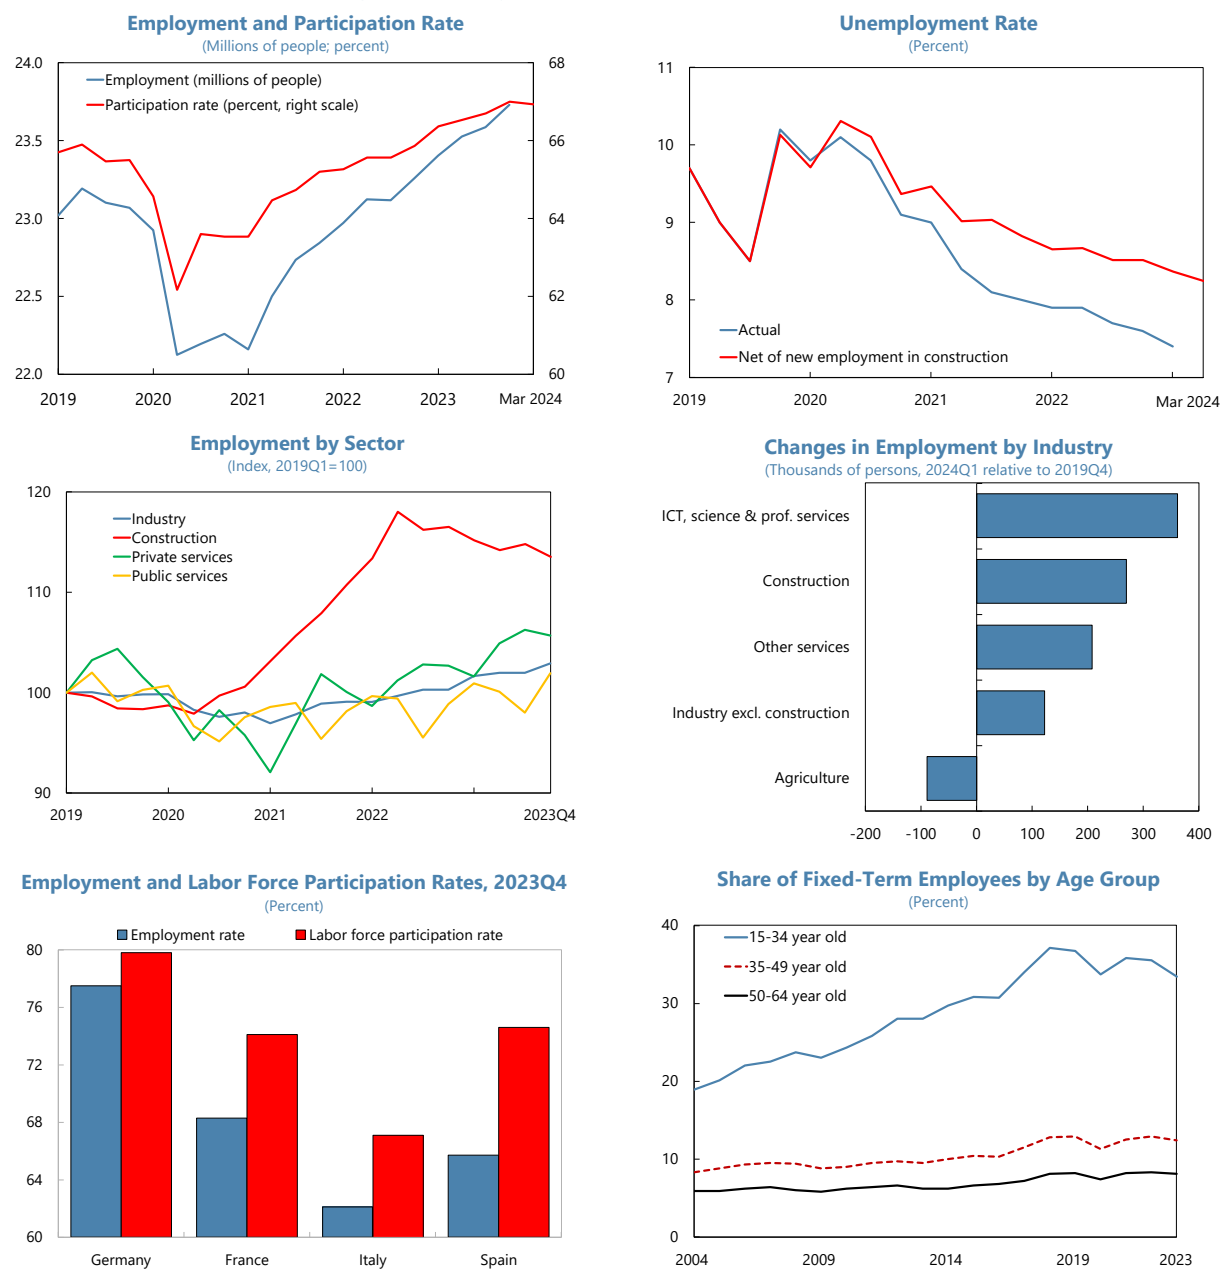 Employment and Participation Rate
(Millions of people; percent)
24.0
23.5
23.0
22.5
22.0
68
66
64
62
60
Employment (millions of people)
Participation rate (percent, right scale)
2019 2020 2021 2022 2023 Mar 2024
Unemployment Rate
(Percent)
11
10
9
8
7
Actual
Net of new employment in construction
2019 2020 2021 2022 Mar 2024
Employment by Sector
(Index, 2019Q1=100)
120
110
100
90
Industry
Construction
Private services
Public services
2019 2020 2021 2022 2023Q4
Changes in Employment by Industry
(Thousands of persons, 2024Q1 relative to 2019Q4)
ICT, science & prof. services
Construction
Other services
Industry excl. construction
Agriculture
-200 -100 0 100 200 300 400
Employment and Labor Force Participation Rates, 2023Q4
(Percent)
Employment rate Labor force participation rate
80
76
72
68
64
60
Germany France Italy Spain
Share of Fixed-Term Employees by Age Group
(Percent)
40
30
20
10
0
15-34 year old
35-49 year old
50-64 year old
2004 2009 2014 2019 2023